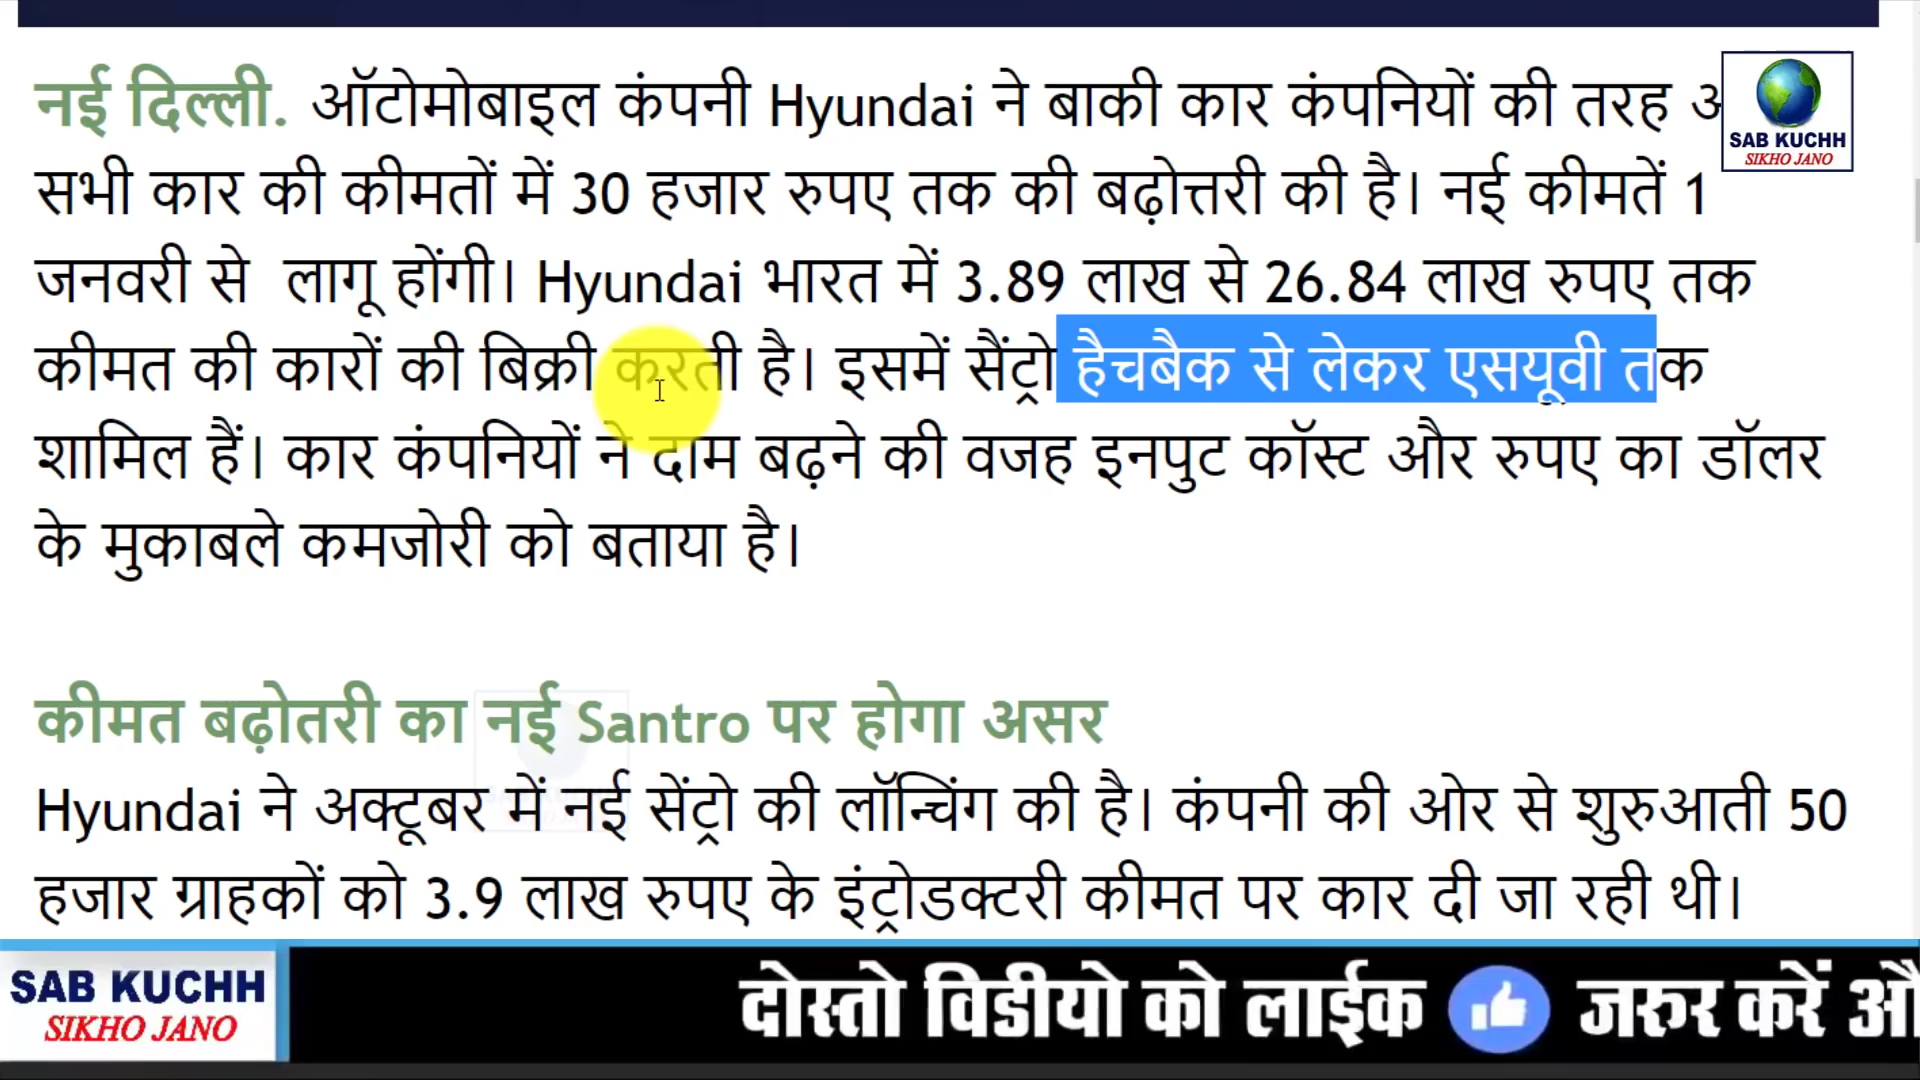 नई दिल्ली. ऑटोमोबाइल कंपनी Hyundai ने बाकी कार कंपनियों की तरह
सभी कार की कीमतों में 30 हजार रुपए तक की बढ़ोत्तरी की है। नई कीमतें 1
जनवरी से लागू होंगी। Hyundai भारत में 3.89 लाख से 26.84 लाख रुपए तक
कीमत की कारों की बिक्री करती है। इसमें सैंट्रो हैचबैक से लेकर एसयूवी तक
शामिल हैं। कार कंपनियों ने दाम बढ़ने की वजह इनपुट कॉस्ट और रुपए का डॉलर
के मुकाबले कमजोरी को बताया है।
कीमत बढ़ोतरी का नई Santro पर होगा असर
Hyundai ने अक्टूबर में नई सेंट्रो की लॉन्चिंग की है। कंपनी की ओर से शुरुआती 50
हजार ग्राहकों को 3.9 लाख रुपए के इंट्रोडक्टरी कीमत पर कार दी जा रही थी।
SAB KUCHH
SIKHO JANO
SAB KUCHH
SIKHO JANO
दोस्तो विडीयो को लाईक जरुर करें